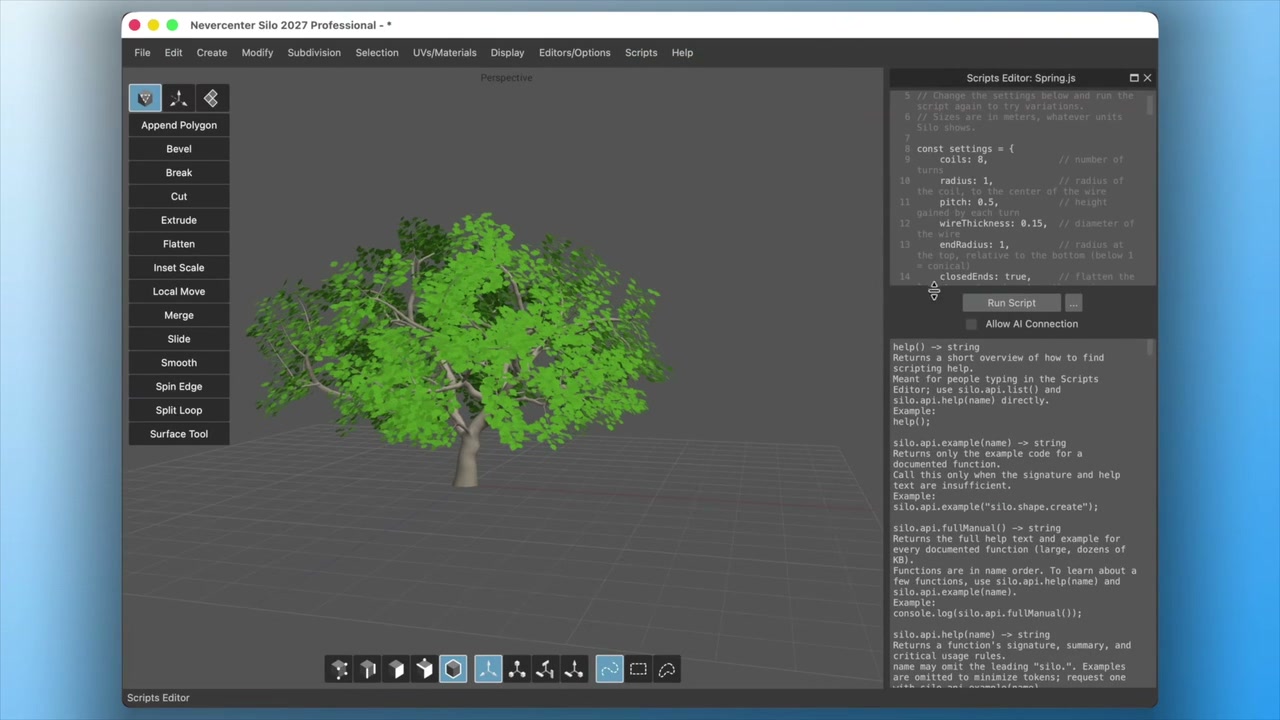 Nevercenter Silo 2027 Professional - *
File Edit Create Modify Subdivision Selection UVs/Materials Display Editors/Options Scripts Help
Perspective
Append Polygon
Bevel
Break
Cut
Extrude
Flatten
Inset Scale
Local Move
Merge
Slide
Smooth
Spin Edge
Split Loop
Surface Tool
Scripts Editor: Spring.js
5 // Change the settings below and run the
script again to try variations.
6 // Sizes are in meters, whatever units
Silo shows.
7
8 const settings = {
9 coils: 8, // number of
turns
10 radius: 1, // radius of
the coil, to the center of the wire
11 pitch: 0.5, // height
gained by each turn
12 wireThickness: 0.15, // diameter of
the wire
13 endRadius: 1, // radius at
the top, relative to the bottom (below 1
= conical)
14 closedEnds: true, // flatten the
Run Script ...
Allow AI Connection
help() -> string
Returns a short overview of how to find
scripting help.
Meant for people typing in the Scripts
Editor; use silo.api.list() and
silo.api.help(name) directly.
Example:
help();
silo.api.example(name) -> string
Returns only the example code for a
documented function.
Call this only when the signature and help
text are insufficient.
Example:
silo.api.example("silo.shape.create");
silo.api.fullManual() -> string
Returns the full help text and example for
every documented function (large, dozens of
KB).
Functions are in name order. To learn about a
few functions, use silo.api.help(name) and
silo.api.example(name).
Example:
console.log(silo.api.fullManual());
silo.api.help(name) -> string
Returns a function's signature, summary, and
critical usage rules.
name may omit the leading "silo.". Examples
are omitted to minimize tokens; request one
with silo.api.example(name).
Scripts Editor